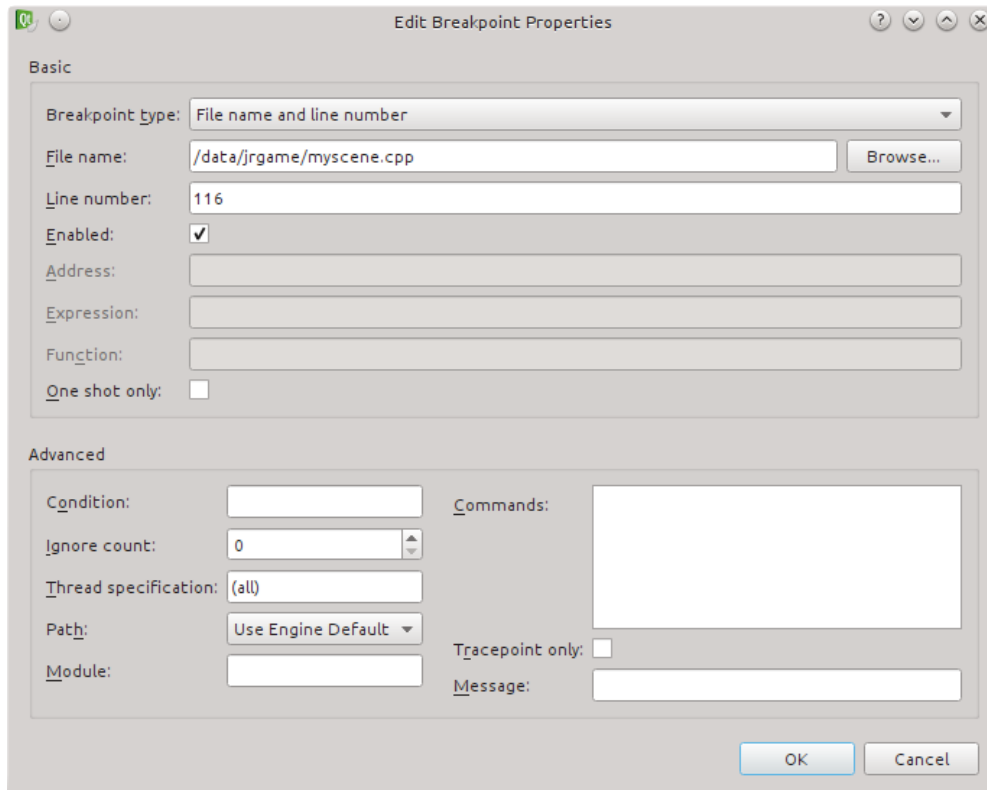 Edit Breakpoint Properties
Basic
Breakpoint type: File name and line number
File name: /data/jrgame/myscene.cpp Browse...
Line number: 116
Enabled:
Address:
Expression:
Function:
One shot only:
Advanced
Condition:
Ignore count: 0
Thread specification: (all)
Path: Use Engine Default
Module:
Commands:
Tracepoint only:
Message:
OK Cancel